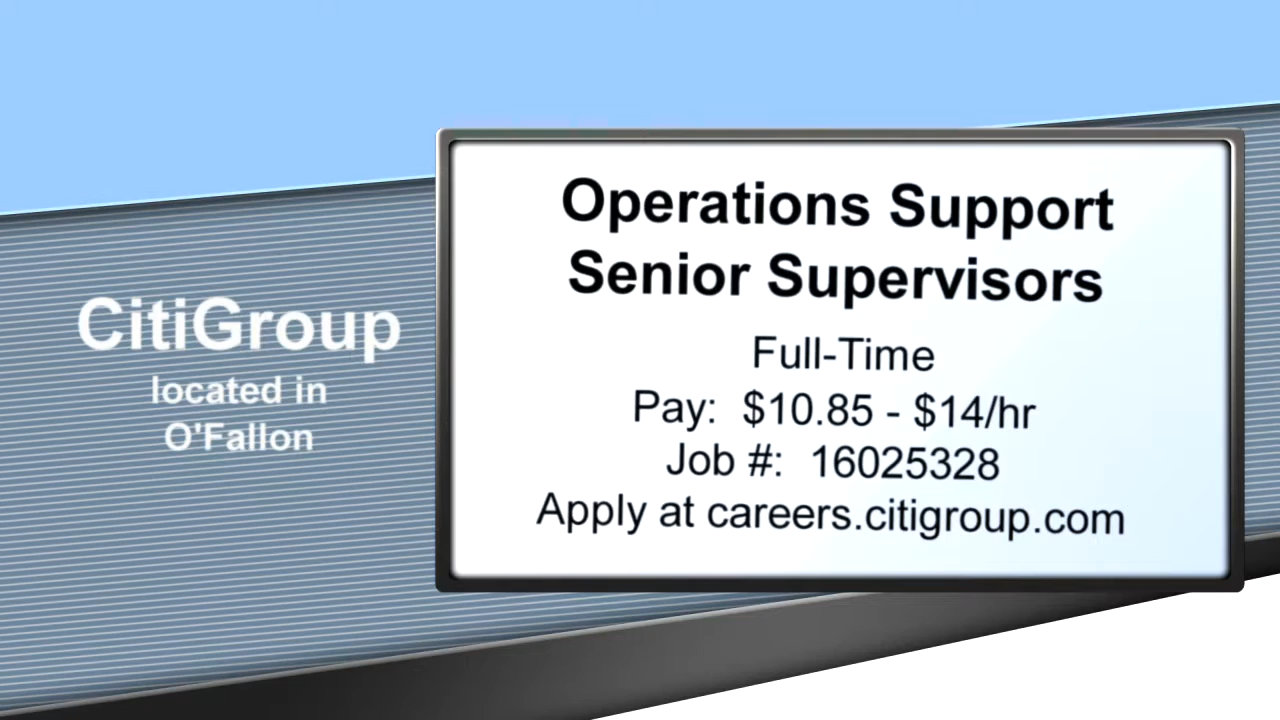 CitiGroup
located in
O'Fallon
Operations Support
Senior Supervisors
Full-Time
Pay: $10.85 - $14/hr
Job #: 16025328
Apply at careers.citigroup.com